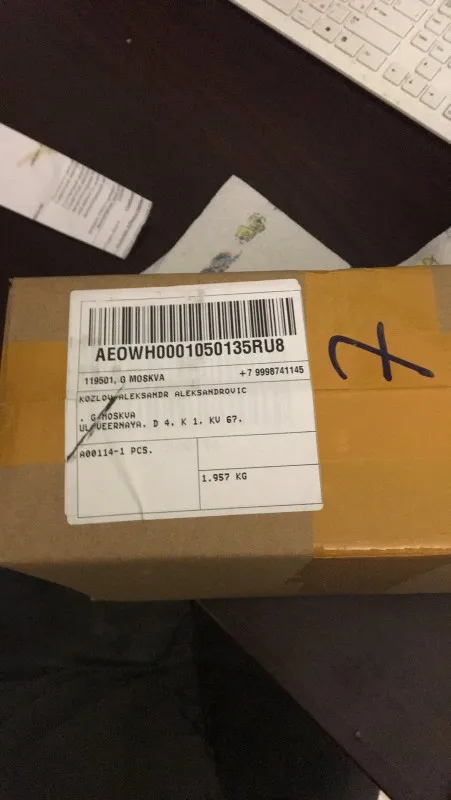 AEOWH0001050135RU8
119501, G MOSKVA +7 9998741145
KOZLOV ALEKSANDR ALEKSANDROVIC
. G MOSKVA
UL VEERNAYA. D 4. K 1. KV 67.
A00114-1 PCS.
1.957 KG
7